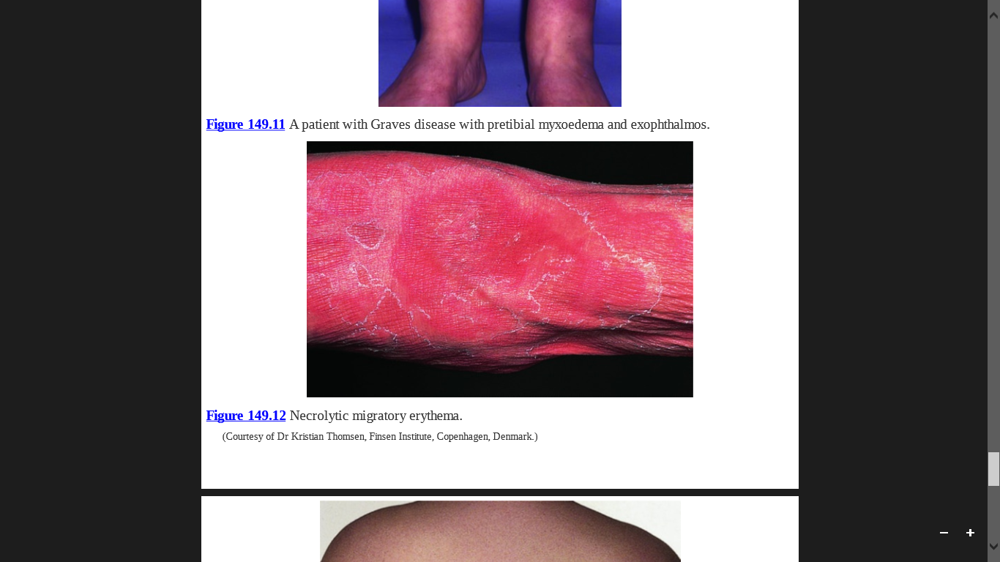 Figure 149.11 A patient with Graves disease with pretibial myxoedema and exophthalmos.
Figure 149.12 Necrolytic migratory erythema.
(Courtesy of Dr Kristian Thomsen, Finsen Institute, Copenhagen, Denmark.)